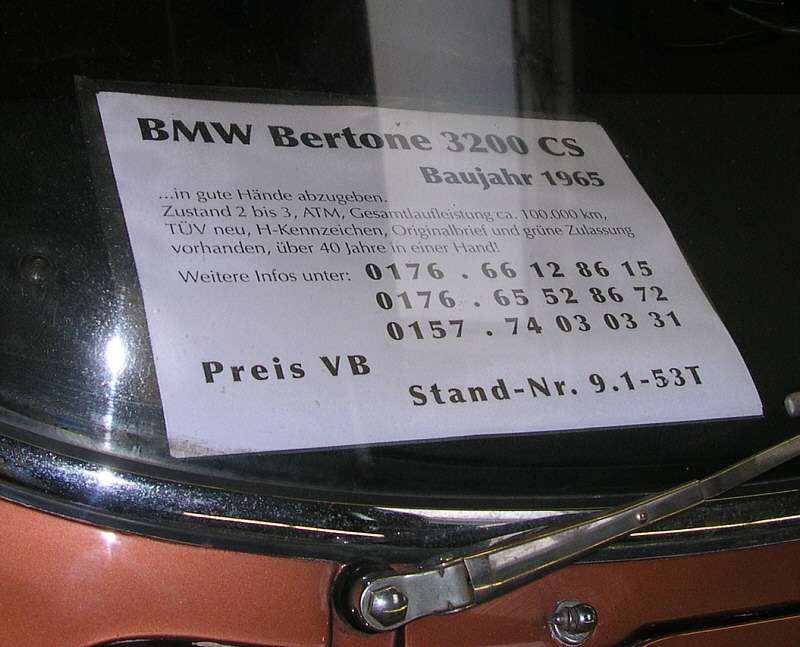 BMW Bertone 3200 CS
Baujahr 1965
...in gute Hände abzugeben.
Zustand 2 bis 3, ATM, Gesamtlaufleistung ca. 100.000 km,
TÜV neu, H-Kennzeichen, Originalbrief und grüne Zulassung
vorhanden, über 40 Jahre in einer Hand!
Weitere Infos unter: 0176 . 66 12 86 15
0176 . 65 52 86 72
0157 . 74 03 03 31
Preis VB
Stand-Nr. 9.1-53T